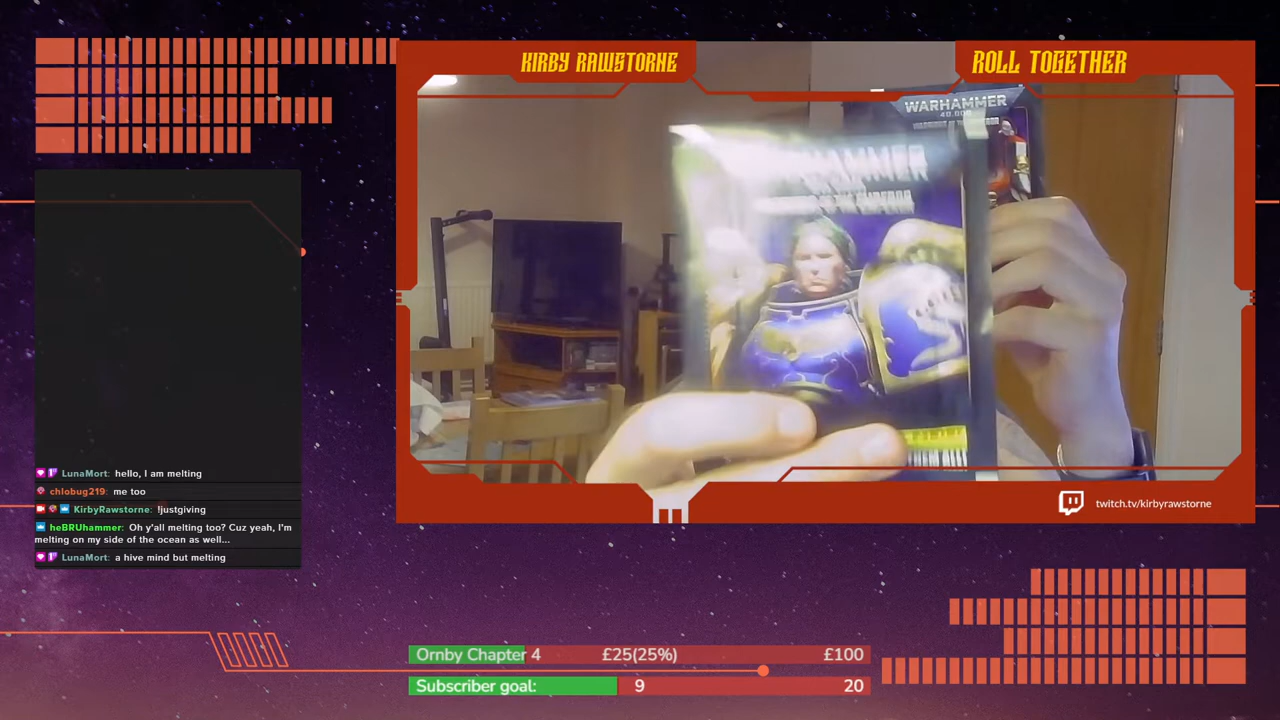 KIRBY RAWSTORNE
ROLL TOGETHER
WARHAMMER
40,000
LunaMort: hello, I am melting
chlobug219: me too
KirbyRawstorne: !justgiving
heBRUhammer: Oh y'all melting too? Cuz yeah, I'm
melting on my side of the ocean as well...
LunaMort: a hive mind but melting
twitch.tv/kirbyrawstorne
Ornby Chapter 4 £25(25%) £100
Subscriber goal: 9 20